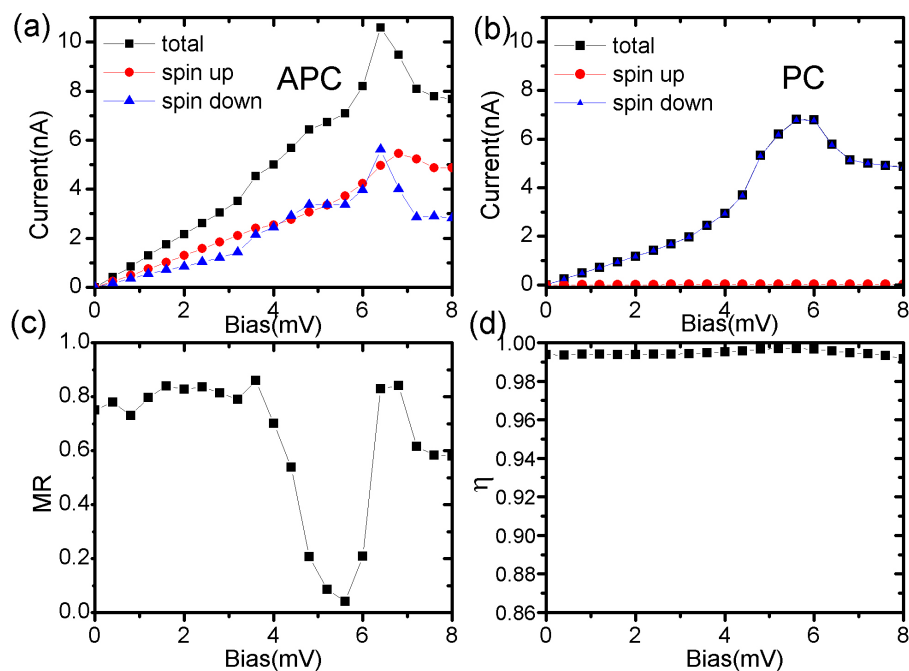 (a)
total
spin up
spin down
APC
Current(nA)
10
8
6
4
2
0
0 2 4 6 8
Bias(mV)
(b)
total
spin up
spin down
PC
Current(nA)
10
8
6
4
2
0
0 2 4 6 8
Bias(mV)
(c)
MR
1.0
0.8
0.6
0.4
0.2
0.0
0 2 4 6 8
Bias(mV)
(d)
η
1.00
0.98
0.96
0.94
0.92
0.90
0.88
0.86
0 2 4 6 8
Bias(mV)